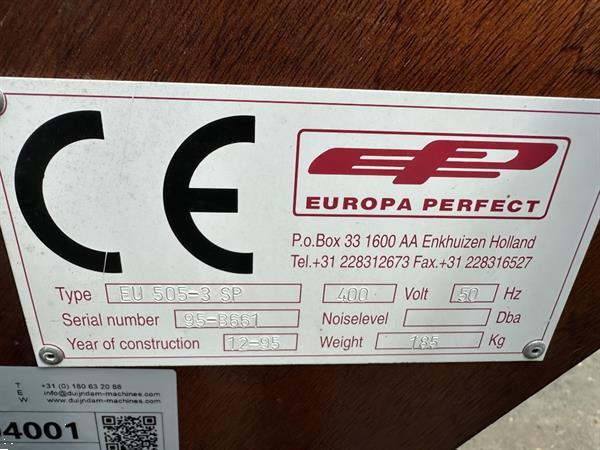 CE
EP
EUROPA PERFECT
P.o.Box 33 1600 AA Enkhuizen Holland
Tel.+31 228312673 Fax.+31 228316527
Type EU 505-3 SP 400 Volt 50 Hz
Serial number 95-B661 Noiselevel Dba
Year of construction 12-95 Weight 185 Kg
T +31 (0) 180 63 20 88
E info@duijndam-machines.com
W www.duijndam-machines.com
4001